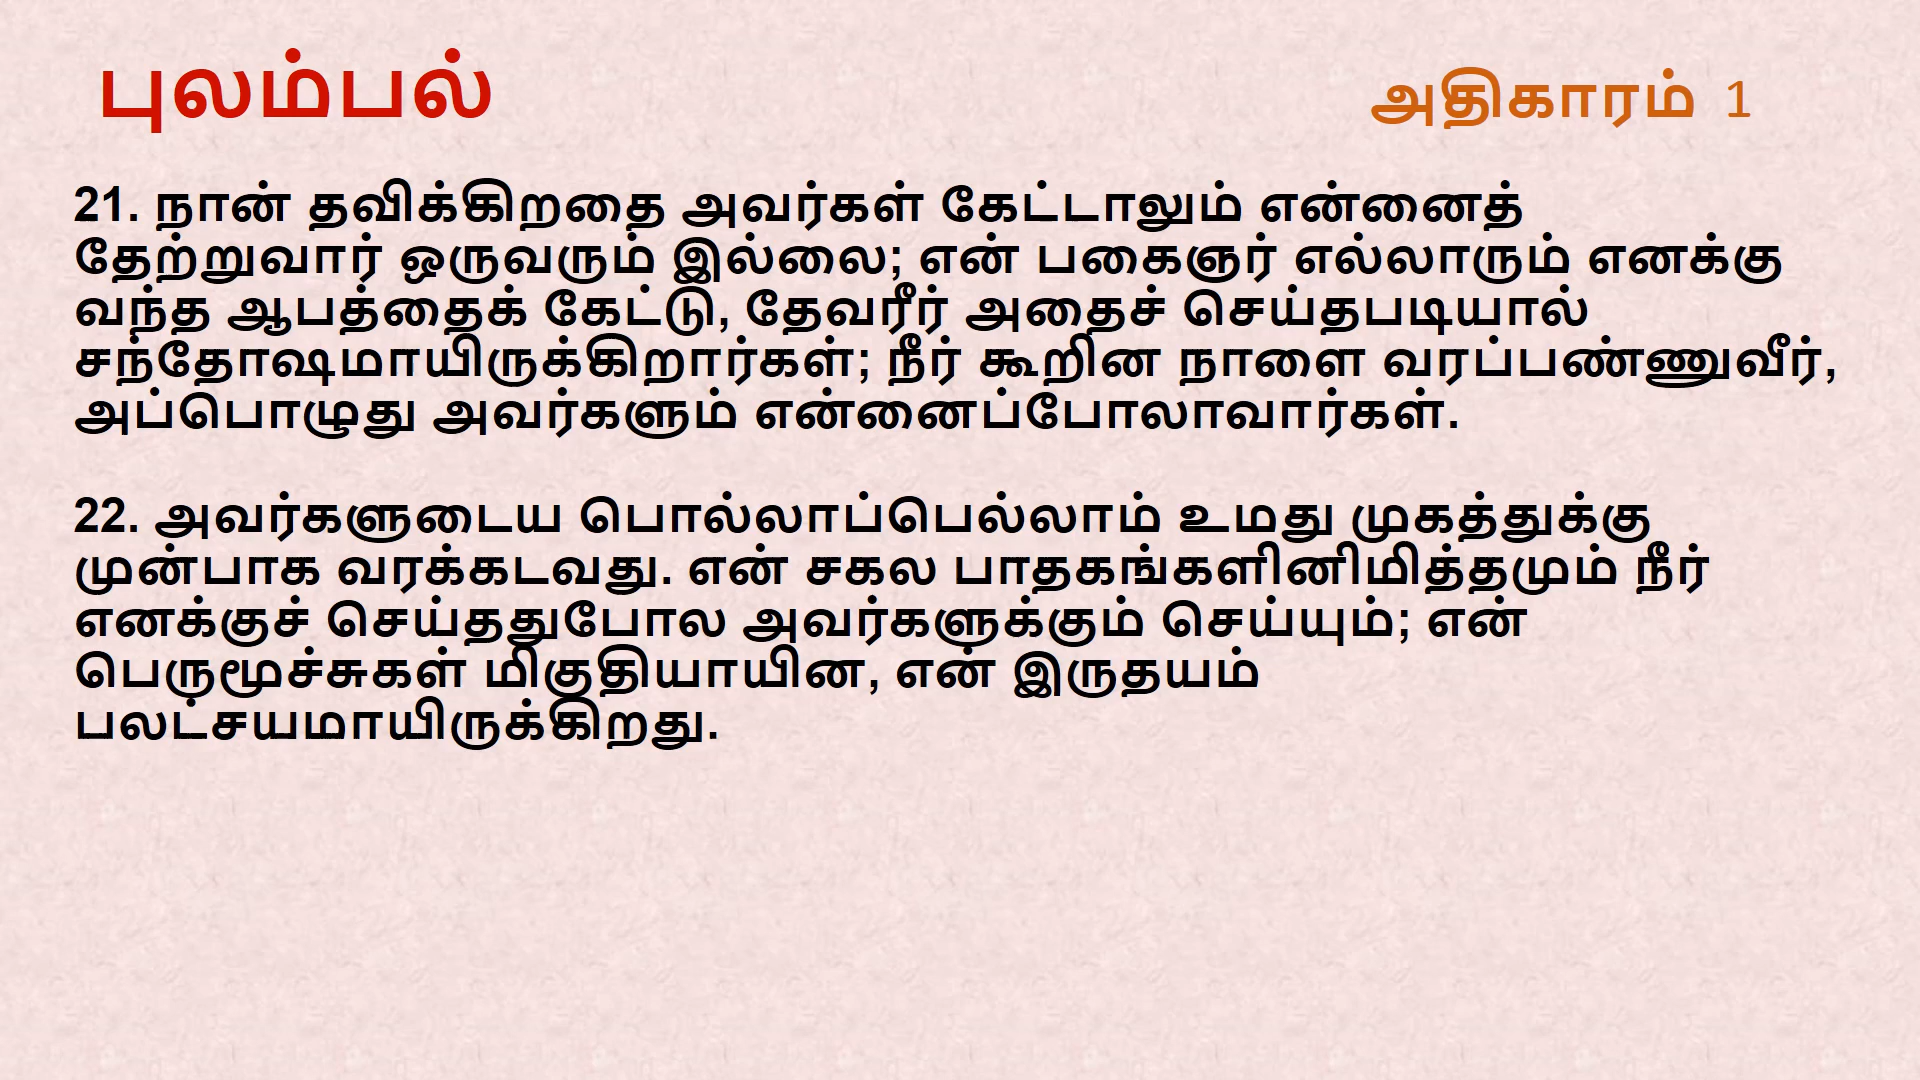 புலம்பல்
அதிகாரம் 1
21. நான் தவிக்கிறதை அவர்கள் கேட்டாலும் என்னைத்
தேற்றுவார் ஒருவரும் இல்லை; என் பகைஞர் எல்லாரும் எனக்கு
வந்த ஆபத்தைக் கேட்டு, தேவரீர் அதைச் செய்தபடியால்
சந்தோஷமாயிருக்கிறார்கள்; நீர் கூறின நாளை வரப்பண்ணுவீர்,
அப்பொழுது அவர்களும் என்னைப்போலாவார்கள்.
22. அவர்களுடைய பொல்லாப்பெல்லாம் உமது முகத்துக்கு
முன்பாக வரக்கடவது. என் சகல பாதகங்களினிமித்தமும் நீர்
எனக்குச் செய்ததுபோல அவர்களுக்கும் செய்யும்; என்
பெருமூச்சுகள் மிகுதியாயின, என் இருதயம்
பலட்சயமாயிருக்கிறது.